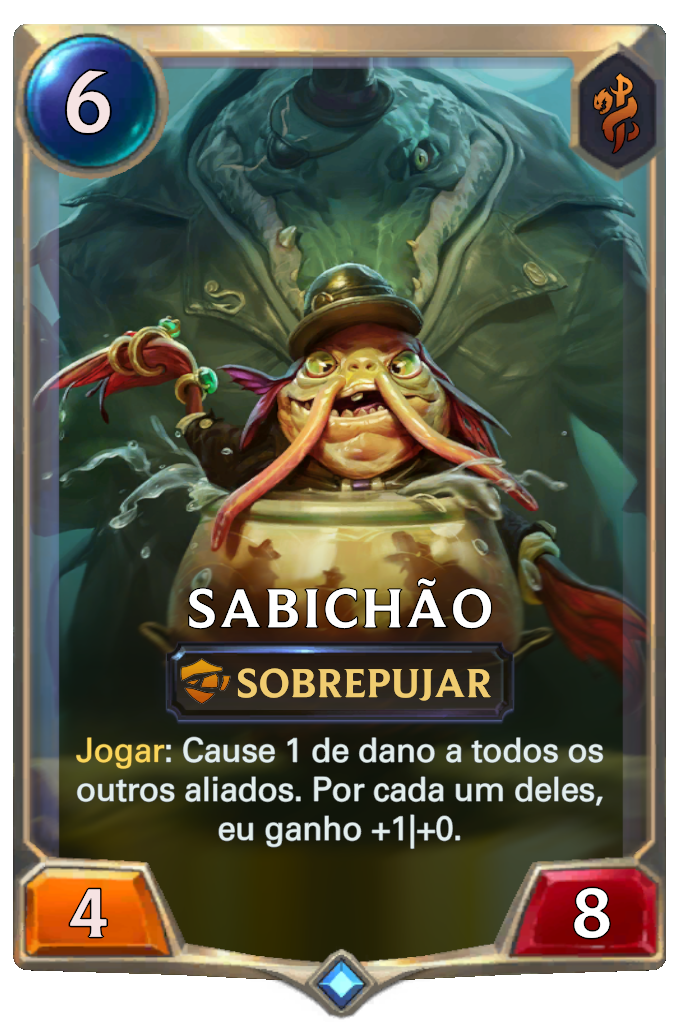 6
SABICHÃO
SOBREPUJAR
Jogar: Cause 1 de dano a todos os
outros aliados. Por cada um deles,
eu ganho +1|+0.
4
8